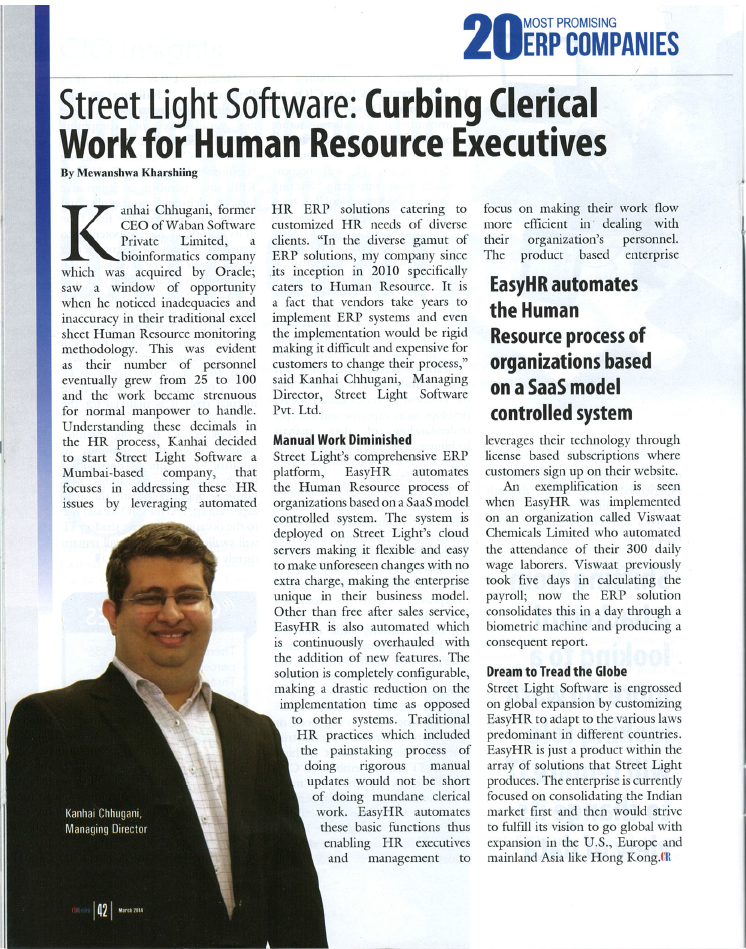 20 MOST PROMISING
ERP COMPANIES
Street Light Software: Curbing Clerical
Work for Human Resource Executives
By Mewanshwa Kharshiing
Kanhai Chhugani, former
CEO of Waban Software
Private Limited, a
bioinformatics company
which was acquired by Oracle;
saw a window of opportunity
when he noticed inadequacies and
inaccuracy in their traditional excel
sheet Human Resource monitoring
methodology. This was evident
as their number of personnel
eventually grew from 25 to 100
and the work became strenuous
for normal manpower to handle.
Understanding these decimals in
the HR process, Kanhai decided
to start Street Light Software a
Mumbai-based company, that
focuses in addressing these HR
issues by leveraging automated
HR ERP solutions catering to
customized HR needs of diverse
clients. “In the diverse gamut of
ERP solutions, my company since
its inception in 2010 specifically
caters to Human Resource. It is
a fact that vendors take years to
implement ERP systems and even
the implementation would be rigid
making it difficult and expensive for
customers to change their process,”
said Kanhai Chhugani, Managing
Director, Street Light Software
Pvt. Ltd.
Manual Work Diminished
Street Light’s comprehensive ERP
platform, EasyHR automates
the Human Resource process of
organizations based on a SaaS model
controlled system. The system is
deployed on Street Light’s cloud
servers making it flexible and easy
to make unforeseen changes with no
extra charge, making the enterprise
unique in their business model.
Other than free after sales service,
EasyHR is also automated which
is continuously overhauled with
the addition of new features. The
solution is completely configurable,
making a drastic reduction on the
implementation time as opposed
to other systems. Traditional
HR practices which included
the painstaking process of
doing rigorous manual
updates would not be short
of doing mundane clerical
work. EasyHR automates
these basic functions thus
enabling HR executives
and management to
focus on making their work flow
more efficient in dealing with
their organization’s personnel.
The product based enterprise
EasyHR automates
the Human
Resource process of
organizations based
on a SaaS model
controlled system
leverages their technology through
license based subscriptions where
customers sign up on their website.
An exemplification is seen
when EasyHR was implemented
on an organization called Viswaat
Chemicals Limited who automated
the attendance of their 300 daily
wage laborers. Viswaat previously
took five days in calculating the
payroll; now the ERP solution
consolidates this in a day through a
biometric machine and producing a
consequent report.
Dream to Tread the Globe
Street Light Software is engrossed
on global expansion by customizing
EasyHR to adapt to the various laws
predominant in different countries.
EasyHR is just a product within the
array of solutions that Street Light
produces. The enterprise is currently
focused on consolidating the Indian
market first and then would strive
to fulfill its vision to go global with
expansion in the U.S., Europe and
mainland Asia like Hong Kong.CR
Kanhai Chhugani,
Managing Director
|42| March 2014